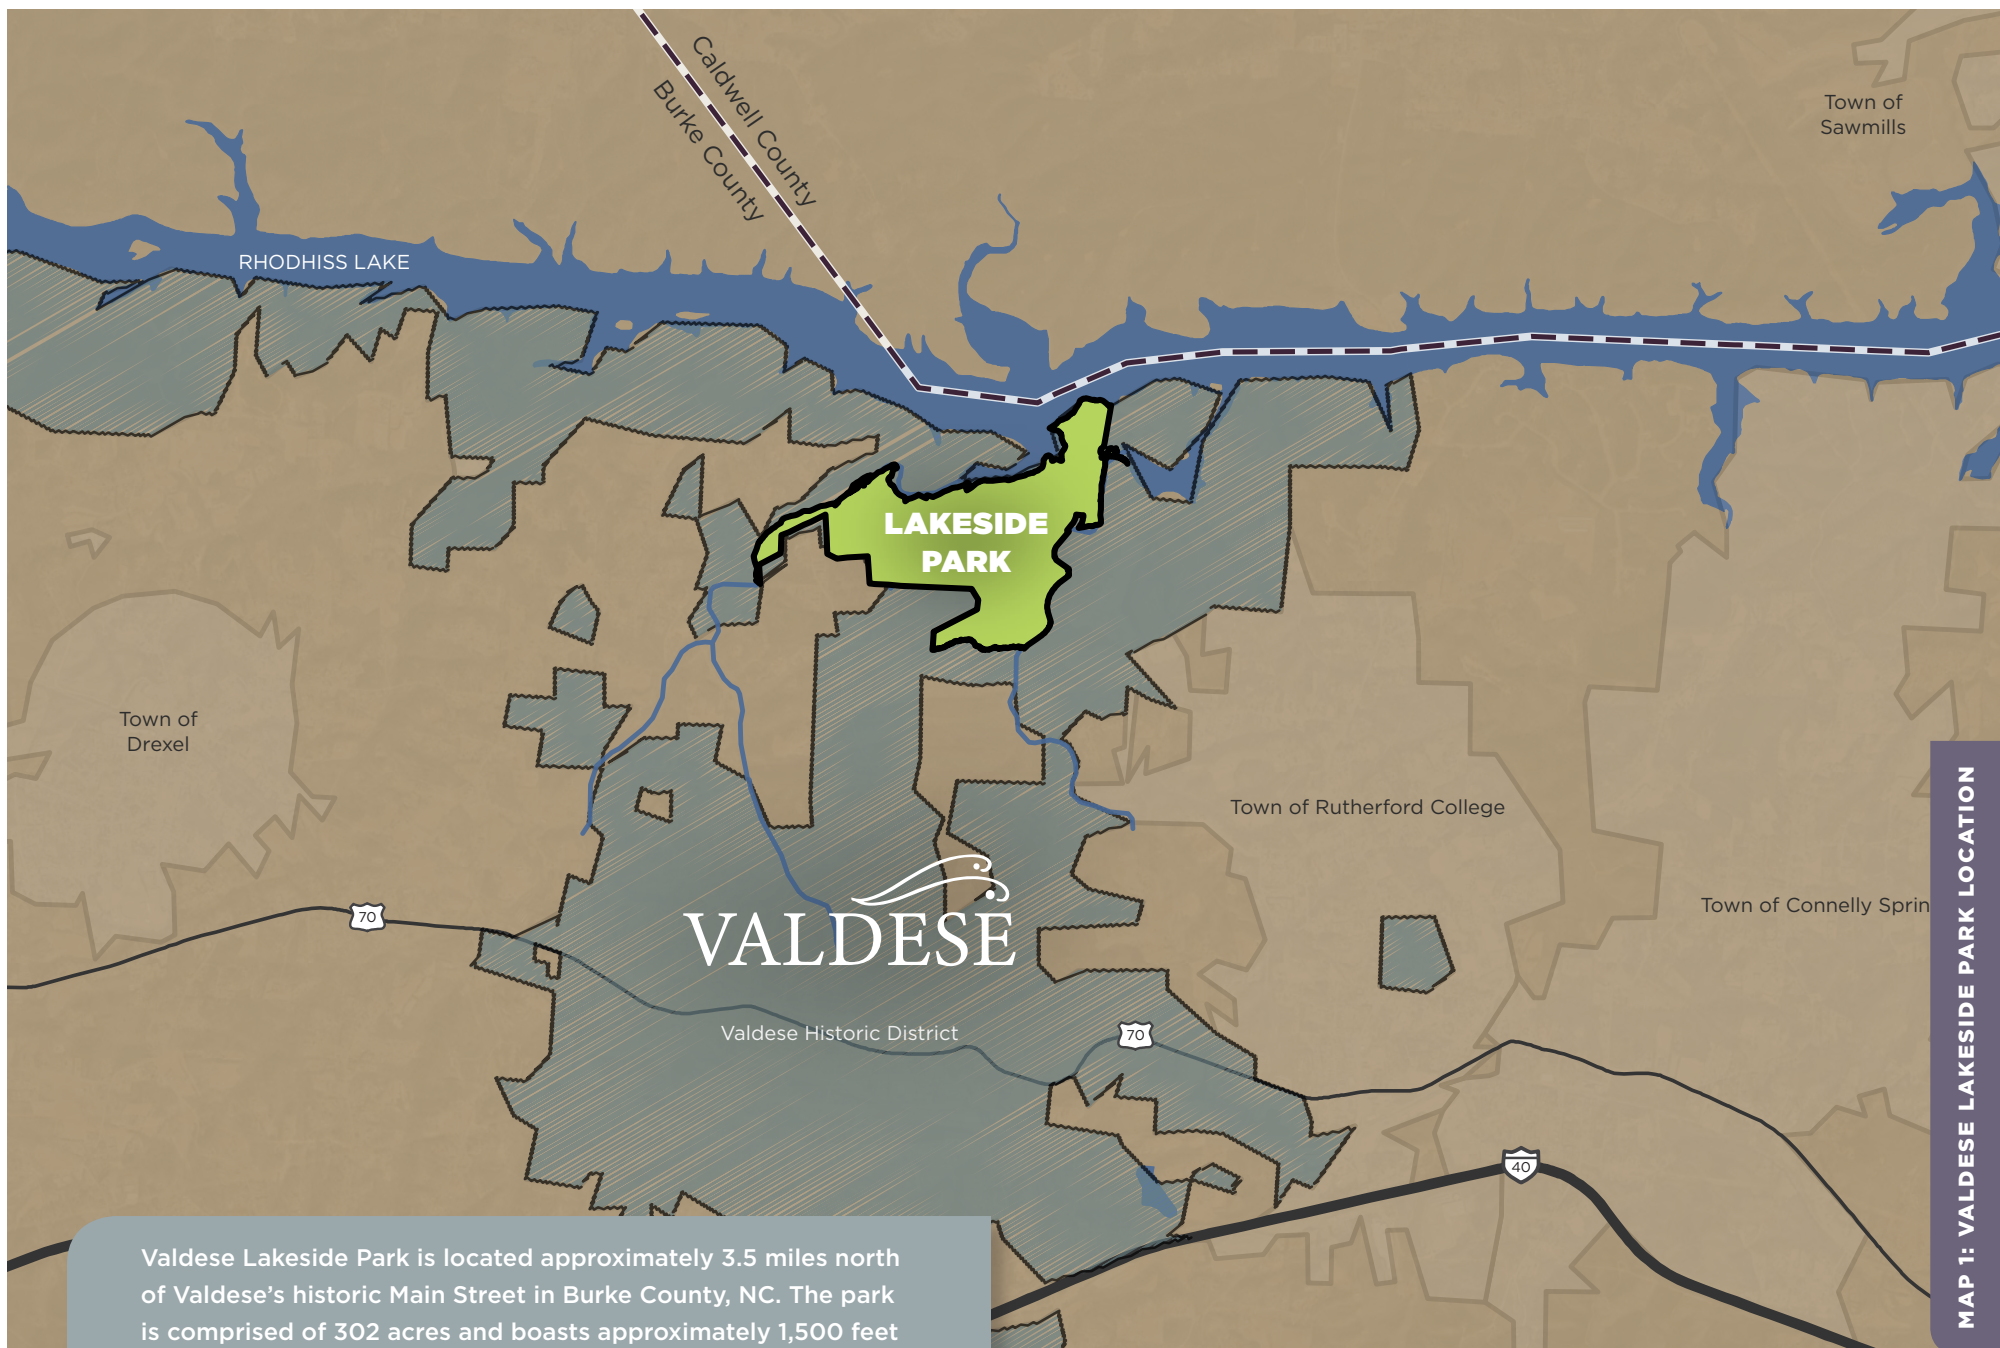 Caldwell County
Burke County
Town of
Sawmills
RHODHISS LAKE
LAKESIDE
PARK
Town of
Drexel
Town of Rutherford College
Town of Connelly Sprin
70
VALDESE
Valdese Historic District
70
40
MAP 1: VALDESE LAKESIDE PARK LOCATION
Valdese Lakeside Park is located approximately 3.5 miles north
of Valdese’s historic Main Street in Burke County, NC. The park
is comprised of 302 acres and boasts approximately 1,500 feet